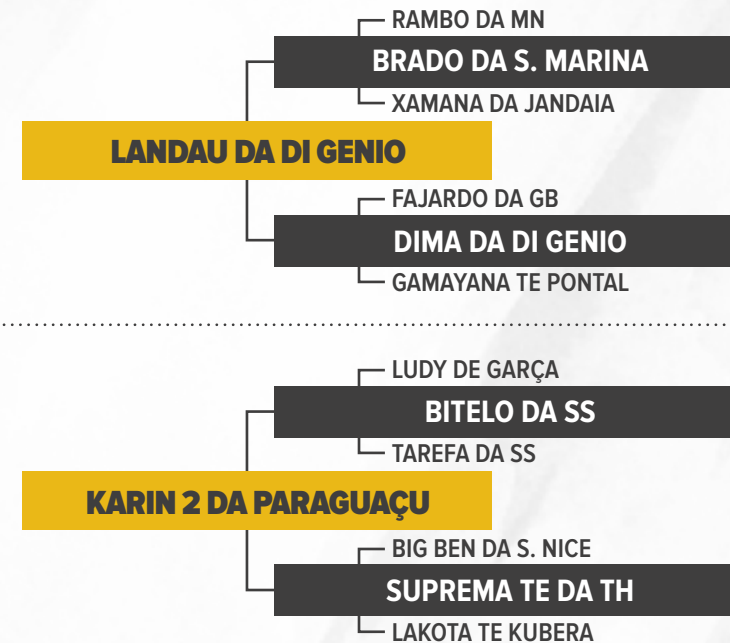 RAMBO DA MN
BRADO DA S. MARINA
XAMANA DA JANDAIA
LANDAU DA DI GENIO
FAJARDO DA GB
DIMA DA DI GENIO
GAMAYANA TE PONTAL
LUDY DE GARÇA
BITELO DA SS
TAREFA DA SS
KARIN 2 DA PARAGUAÇU
BIG BEN DA S. NICE
SUPREMA TE DA TH
LAKOTA TE KUBERA